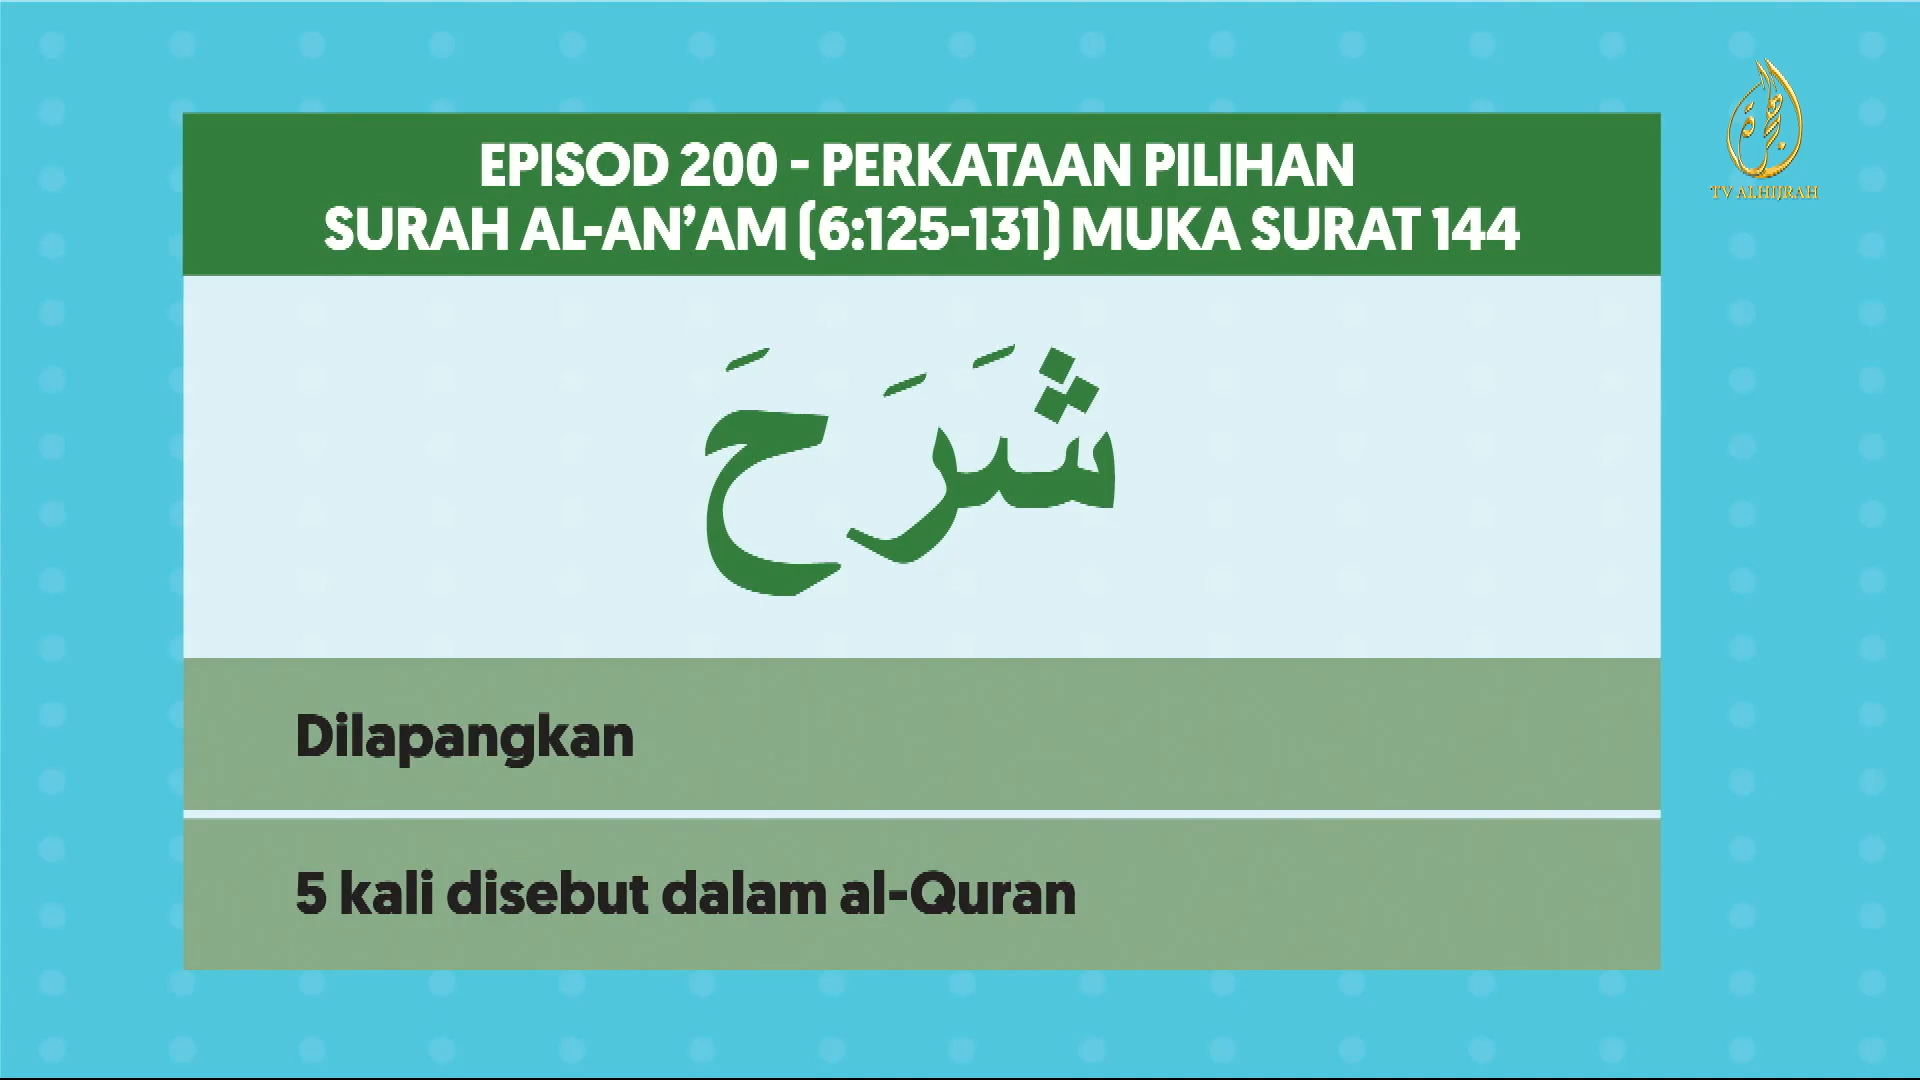 EPISOD 200 - PERKATAAN PILIHAN
SURAH AL-AN’AM (6:125-131) MUKA SURAT 144
هجرة
TV ALHIJRAH
شَرَحَ
Dilapangkan
5 kali disebut dalam al-Quran